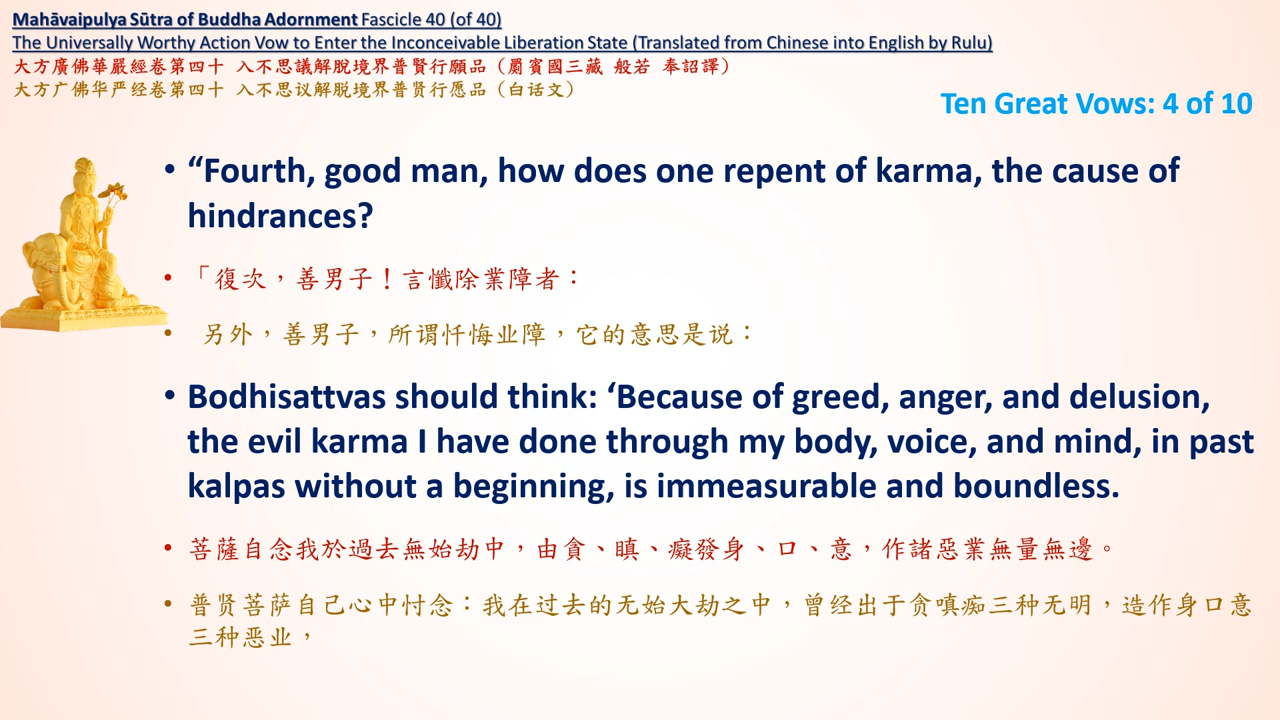 Mahāvaipulya Sūtra of Buddha Adornment Fascicle 40 (of 40)
The Universally Worthy Action Vow to Enter the Inconceivable Liberation State (Translated from Chinese into English by Rulu)
大方廣佛華嚴經卷第四十 入不思議解脫境界普賢行願品（罽賓國三藏 般若 奉詔譯）
大方广佛华严经卷第四十 入不思议解脱境界普贤行愿品（白话文）
Ten Great Vows: 4 of 10
• “Fourth, good man, how does one repent of karma, the cause of
hindrances?
• 「復次，善男子！言懺除業障者：
• 另外，善男子，所谓忏悔业障，它的意思是说：
• Bodhisattvas should think: ‘Because of greed, anger, and delusion,
the evil karma I have done through my body, voice, and mind, in past
kalpas without a beginning, is immeasurable and boundless.
• 菩薩自念我於過去無始劫中，由貪、瞋、癡發身、口、意，作諸惡業無量無邊。
• 普贤菩萨自己心中忖念：我在过去的无始大劫之中，曾经出于贪嗔痴三种无明，造作身口意
三种恶业，